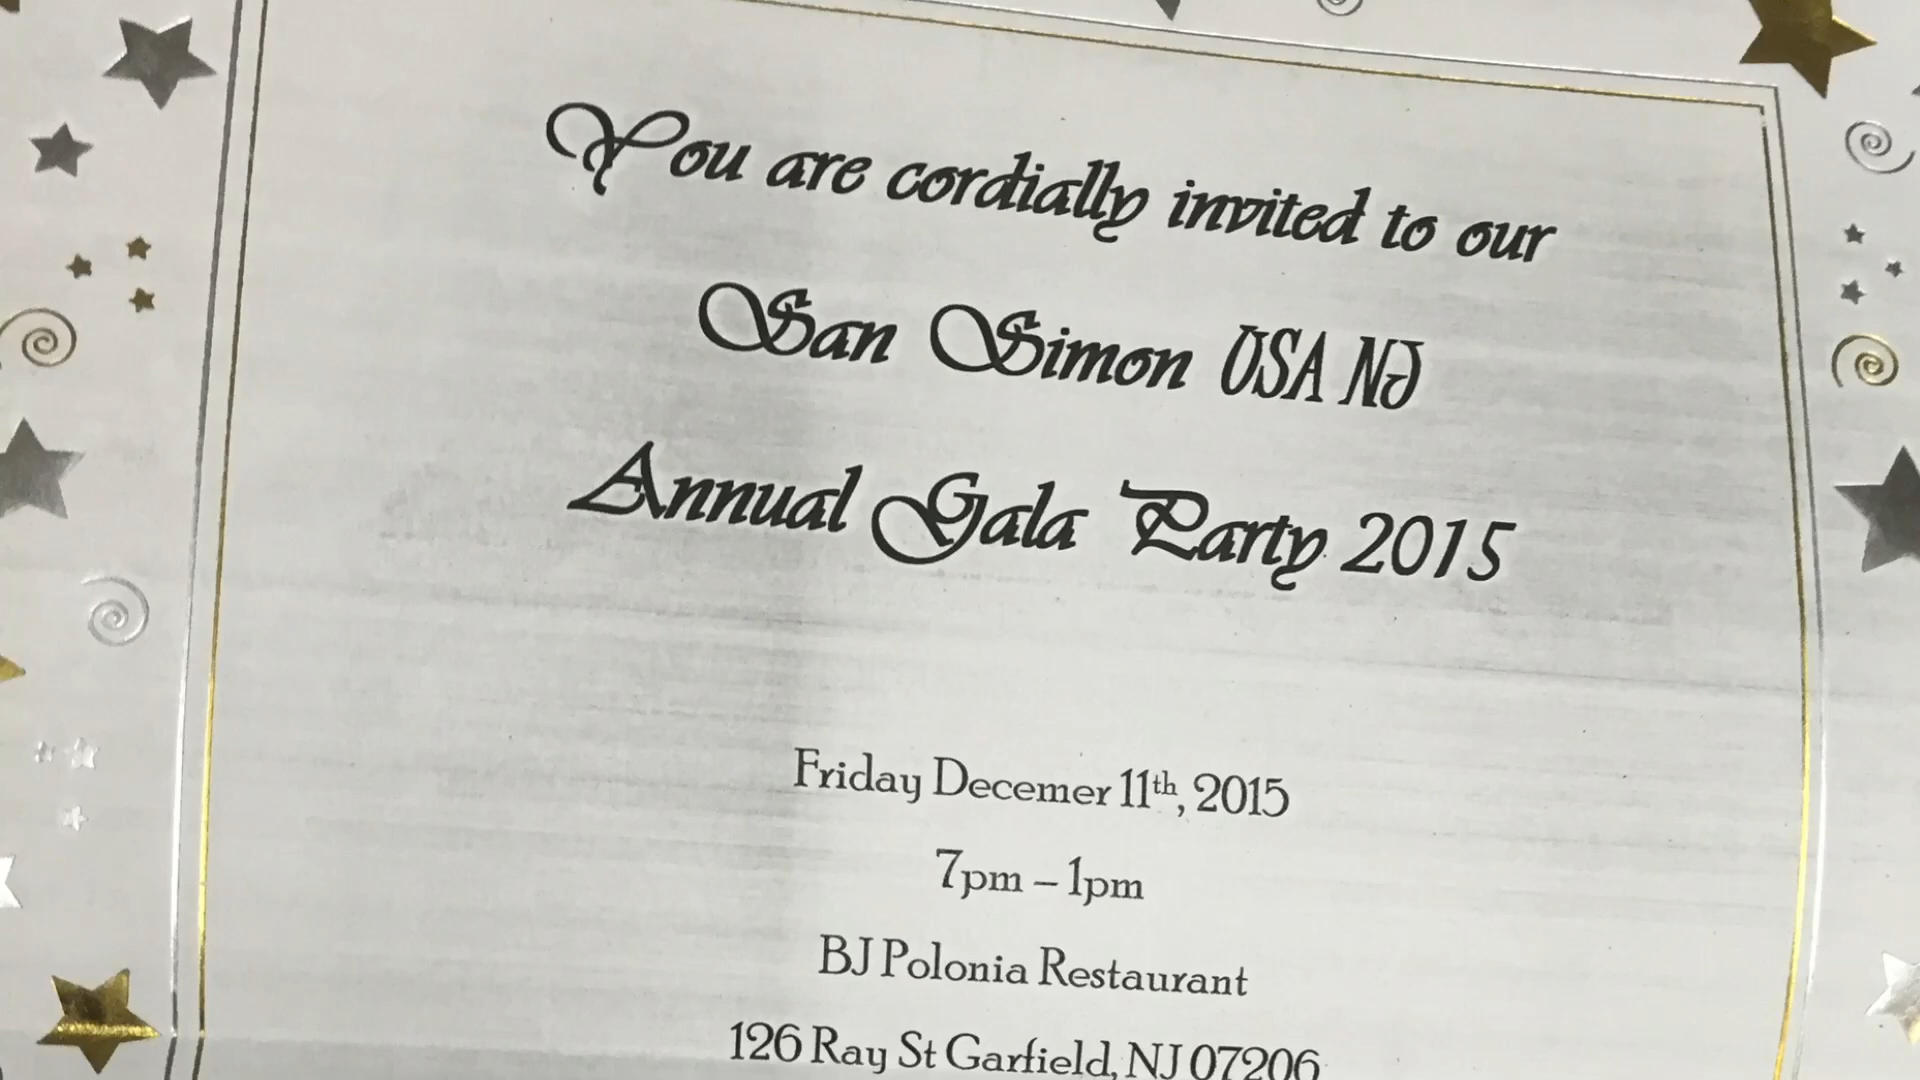 You are cordially invited to our
San Simon USA NJ
Annual Gala Party 2015
Friday Decemer 11th, 2015
7pm – 1pm
BJ Polonia Restaurant
126 Ray St Garfield, NJ 07206